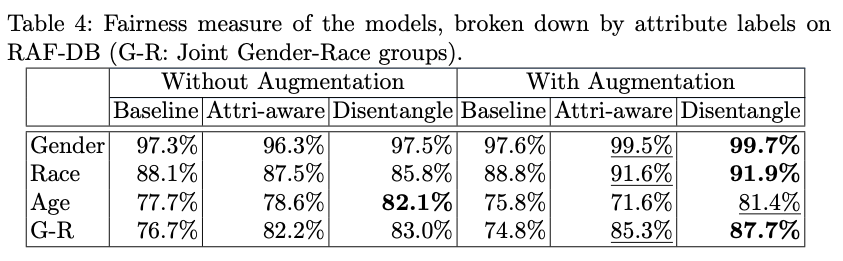 Table 4: Fairness measure of the models, broken down by attribute labels on
RAF-DB (G-R: Joint Gender-Race groups).
Without Augmentation With Augmentation
Baseline Attri-aware Disentangle Baseline Attri-aware Disentangle
Gender 97.3% 96.3% 97.5% 97.6% 99.5% 99.7%
Race 88.1% 87.5% 85.8% 88.8% 91.6% 91.9%
Age 77.7% 78.6% 82.1% 75.8% 71.6% 81.4%
G-R 76.7% 82.2% 83.0% 74.8% 85.3% 87.7%